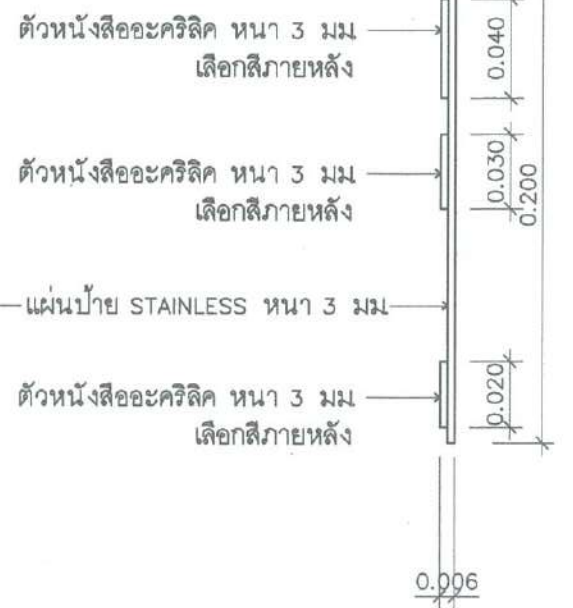 ตัวหนังสืออะคริลิค หนา 3 มม.
เลือกสีภายหลัง
0.040
ตัวหนังสืออะคริลิค หนา 3 มม.
เลือกสีภายหลัง
0.030
0.200
แผ่นป้าย STAINLESS หนา 3 มม.
ตัวหนังสืออะคริลิค หนา 3 มม.
เลือกสีภายหลัง
0.020
0.006